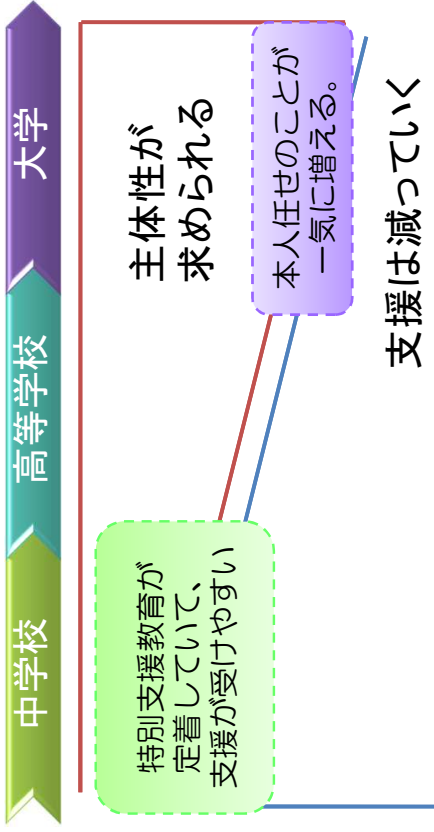 中学校
高等学校
大学
特別支援教育が
定着していて、
支援が受けやすい
主体性が
求められる
本人任せのことが
一気に増える。
支援は減っていく